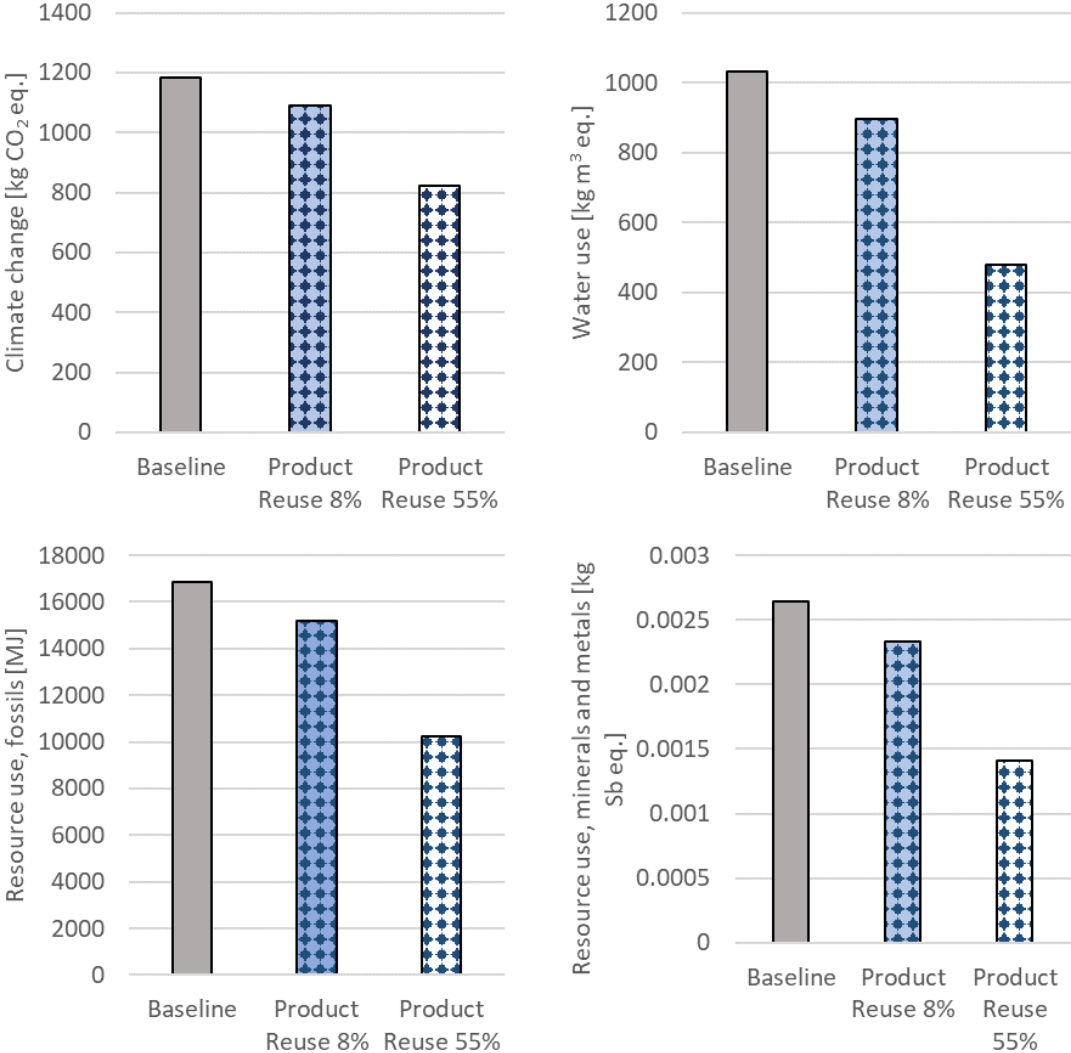 Climate change [kg CO₂ eq.]
1400
1200
1000
800
600
400
200
0
Baseline
Product
Reuse 8%
Product
Reuse 55%
Water use [kg m³ eq.]
1200
1000
800
600
400
200
0
Baseline
Product
Reuse 8%
Product
Reuse 55%
Resource use, fossils [MJ]
18000
16000
14000
12000
10000
8000
6000
4000
2000
0
Baseline
Product
Reuse 8%
Product
Reuse 55%
Resource use, minerals and metals [kg
Sb eq.]
0.003
0.0025
0.002
0.0015
0.001
0.0005
0
Baseline
Product
Reuse 8%
Product
Reuse
55%